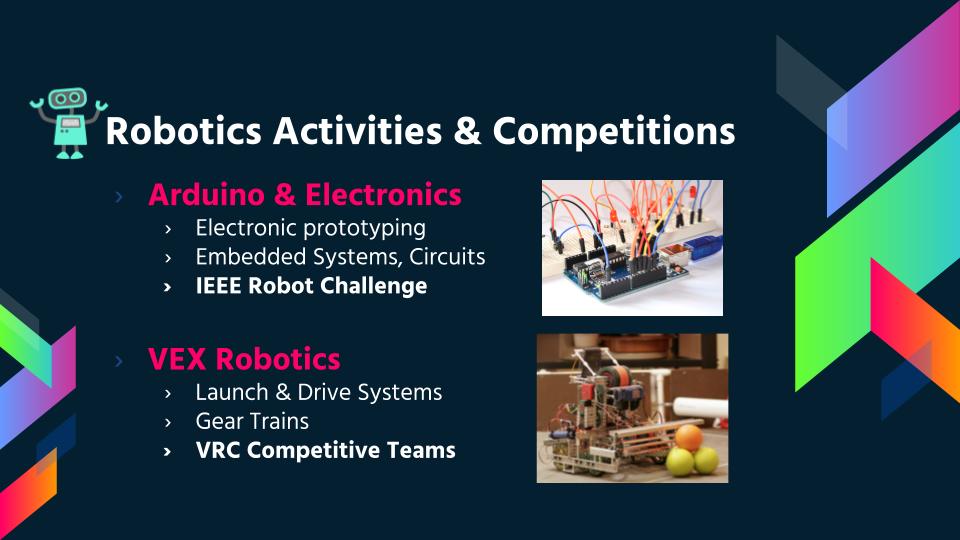 Robotics Activities & Competitions
› Arduino & Electronics
› Electronic prototyping
› Embedded Systems, Circuits
› IEEE Robot Challenge
› VEX Robotics
› Launch & Drive Systems
› Gear Trains
› VRC Competitive Teams